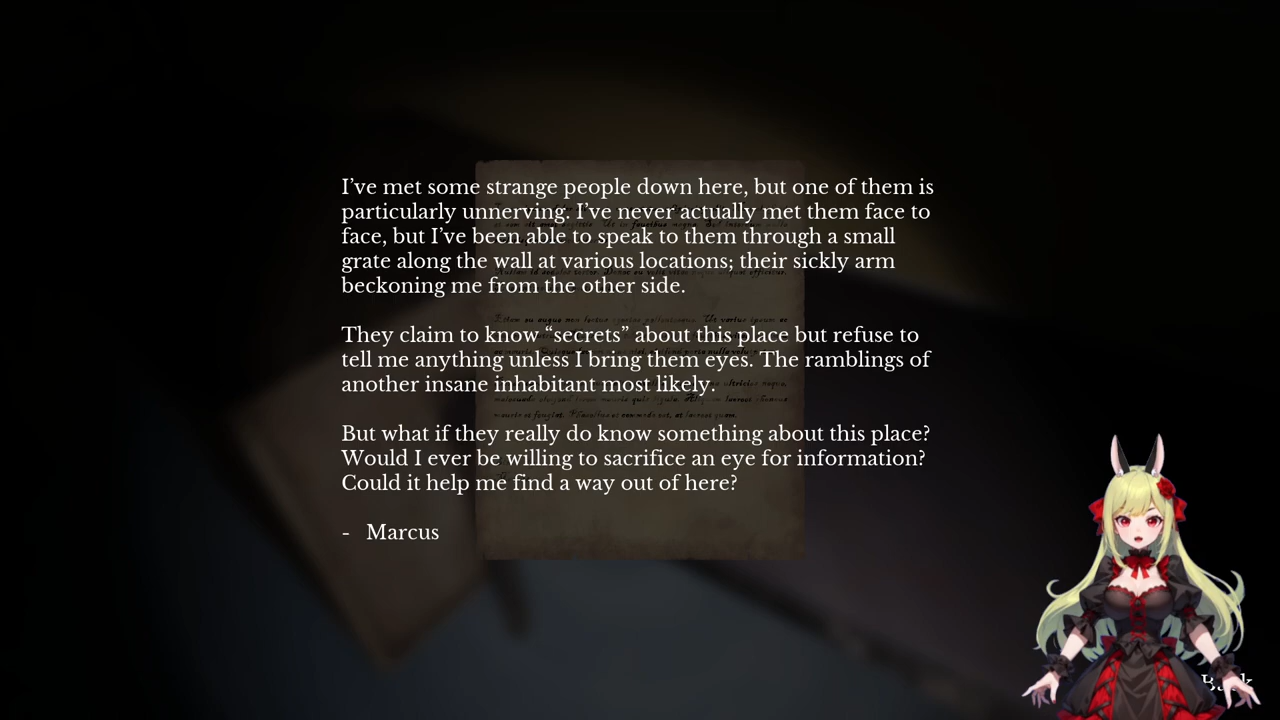 I've met some strange people down here, but one of them is
particularly unnerving. I've never actually met them face to
face, but I've been able to speak to them through a small
grate along the wall at various locations; their sickly arm
beckoning me from the other side.
They claim to know “secrets” about this place but refuse to
tell me anything unless I bring them eyes. The ramblings of
another insane inhabitant most likely.
But what if they really do know something about this place?
Would I ever be willing to sacrifice an eye for information?
Could it help me find a way out of here?
- Marcus